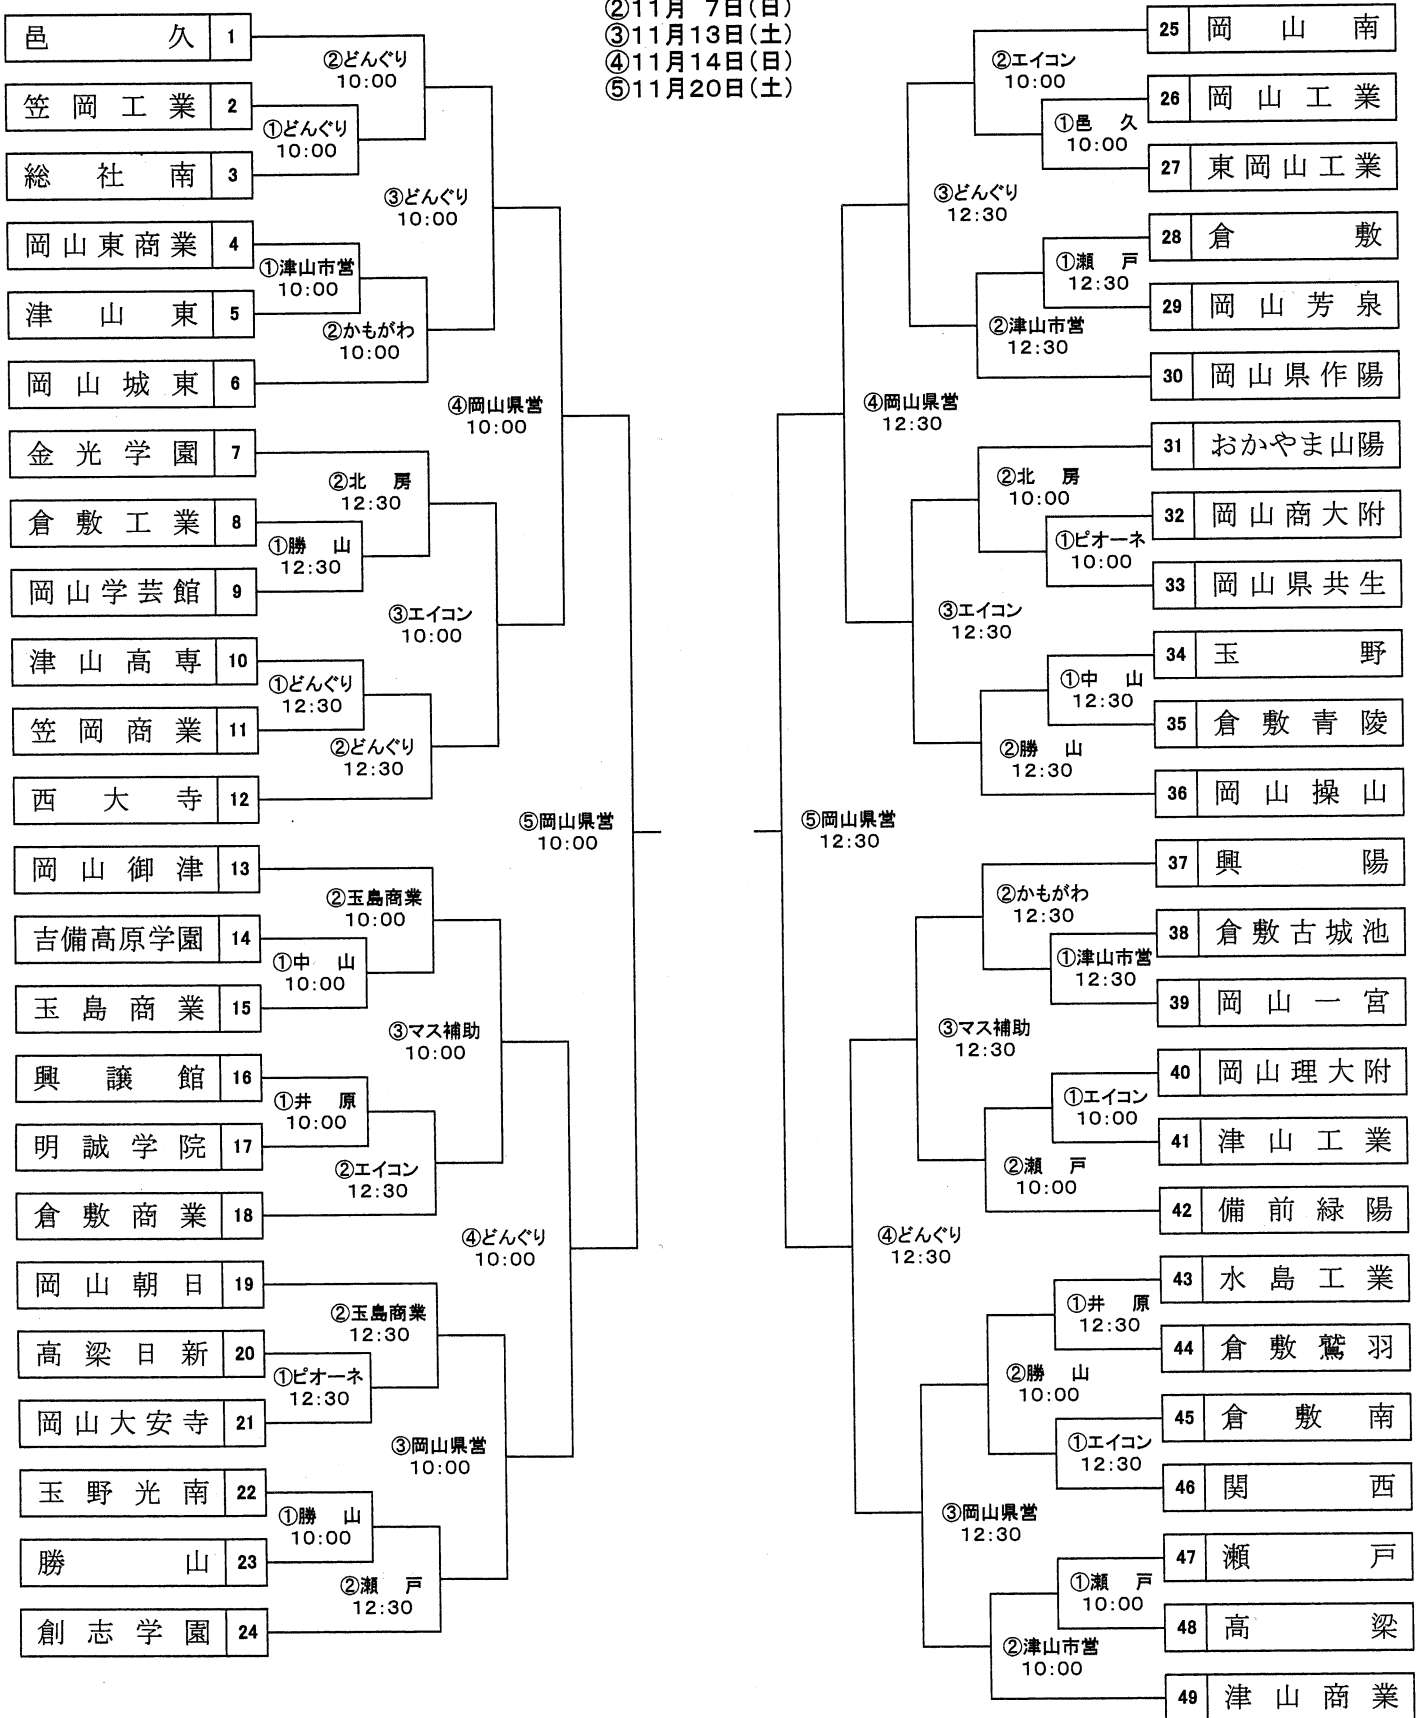 ②11月 7日(日)
③11月13日(土)
④11月14日(日)
⑤11月20日(土)
邑久 1
②どんぐり
10:00
笠岡工業 2
①どんぐり
10:00
総社南 3
③どんぐり
10:00
岡山東商業 4
①津山市営
10:00
津山東 5
②かもがわ
10:00
岡山城東 6
④岡山県営
10:00
金光学園 7
②北房
12:30
倉敷工業 8
①勝山
12:30
岡山学芸館 9
③エイコン
10:00
津山高専 10
①どんぐり
12:30
笠岡商業 11
②どんぐり
12:30
西大寺 12
⑤岡山県営
10:00
岡山御津 13
②玉島商業
10:00
吉備高原学園 14
①中山
10:00
玉島商業 15
③マス補助
10:00
興譲館 16
①井原
10:00
明誠学院 17
②エイコン
12:30
倉敷商業 18
④どんぐり
10:00
岡山朝日 19
②玉島商業
12:30
高梁日新 20
①ピオーネ
12:30
岡山大安寺 21
③岡山県営
10:00
玉野光南 22
①勝山
10:00
勝山 23
②瀬戸
12:30
創志学園 24
25 岡山南
②エイコン
10:00
26 岡山工業
①邑久
10:00
27 東岡山工業
③どんぐり
12:30
28 倉敷
①瀬戸
12:30
29 岡山芳泉
②津山市営
12:30
30 岡山県作陽
④岡山県営
12:30
31 おかやま山陽
②北房
10:00
32 岡山商大附
①ピオーネ
10:00
33 岡山県共生
③エイコン
12:30
34 玉野
①中山
12:30
35 倉敷青陵
②勝山
12:30
36 岡山操山
⑤岡山県営
12:30
37 興陽
②かもがわ
12:30
38 倉敷古城池
①津山市営
12:30
39 岡山一宮
③マス補助
12:30
40 岡山理大附
①エイコン
10:00
41 津山工業
②瀬戸
10:00
42 備前緑陽
④どんぐり
12:30
43 水島工業
①井原
12:30
44 倉敷鷲羽
②勝山
10:00
45 倉敷南
①エイコン
12:30
46 関西
③岡山県営
12:30
47 瀬戸
①瀬戸
10:00
48 高梁
②津山市営
10:00
49 津山商業